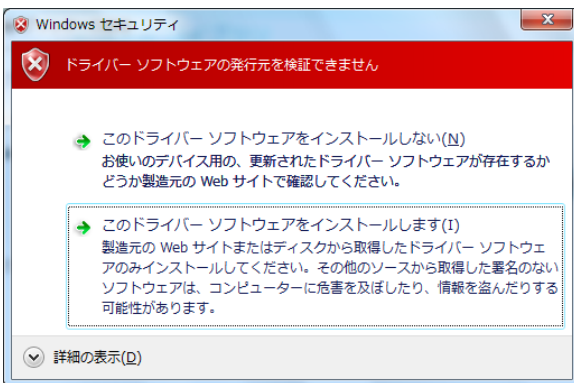 Windows セキュリティ
ドライバー ソフトウェアの発行元を検証できません
このドライバー ソフトウェアをインストールしない(N)
お使いのデバイス用の、更新されたドライバー ソフトウェアが存在するか
どうか製造元の Web サイトで確認してください。
このドライバー ソフトウェアをインストールします(I)
製造元の Web サイトまたはディスクから取得したドライバー ソフトウェ
アのみインストールしてください。その他のソースから取得した署名のない
ソフトウェアは、コンピューターに危害を及ぼしたり、情報を盗んだりする
可能性があります。
詳細の表示(D)